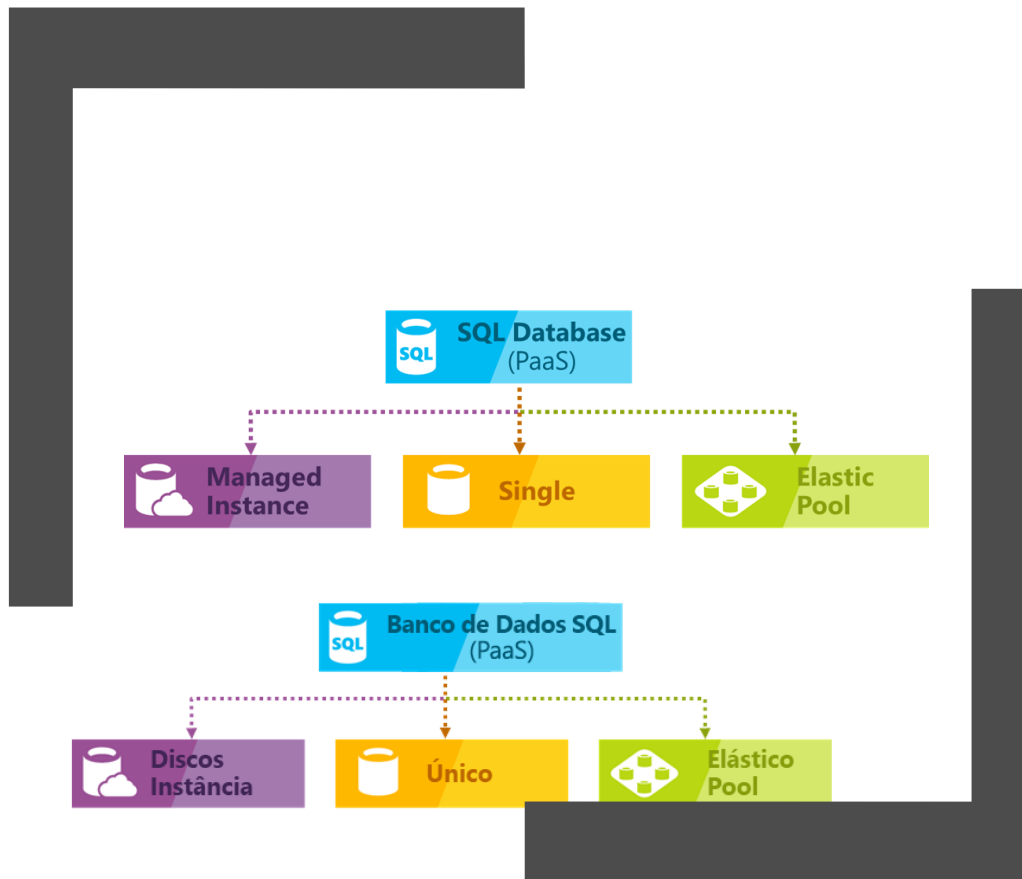 SQL Database
(PaaS)
SQL
Managed
Instance
Single
Elastic
Pool
Banco de Dados SQL
(PaaS)
SQL
Discos
Instância
Único
Elástico
Pool